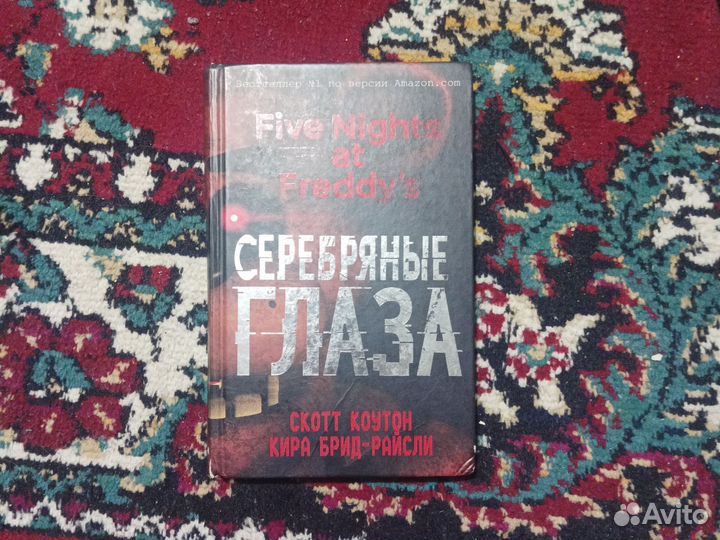 Бестселлер №1 по версии Amazon.com
Five Nights
at
Freddy's
СЕРЕБРЯНЫЕ
ГЛАЗА
СКОТТ КОУТОН
КИРА БРИД-РАЙСЛИ
Avito